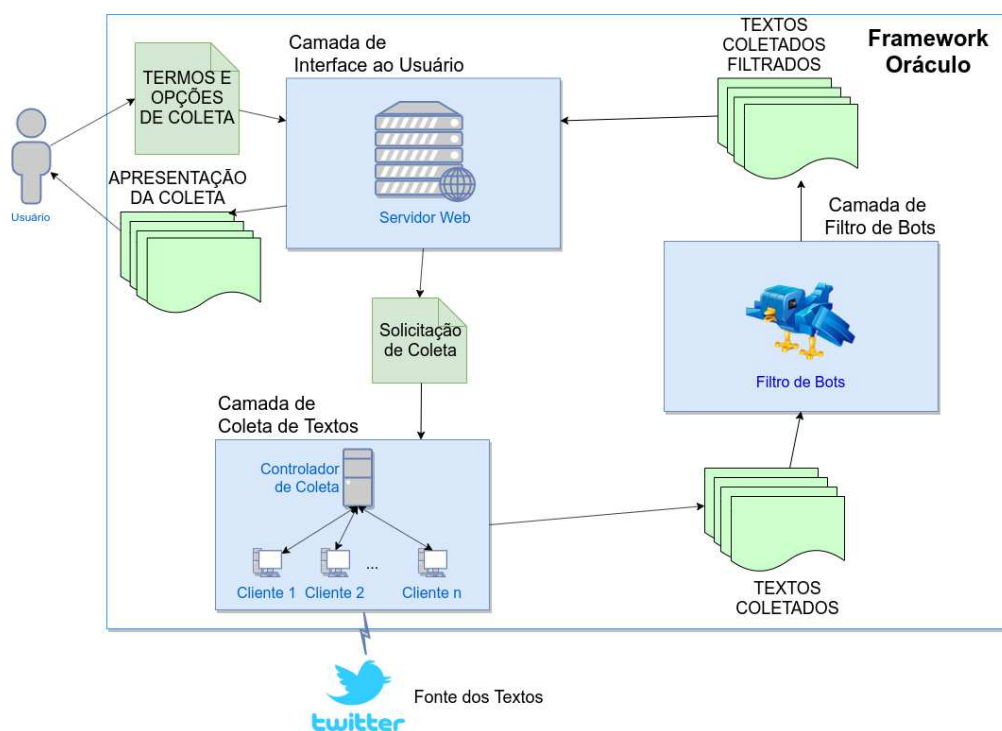 Framework
Oráculo
Camada de
Interface ao Usuário
TEXTOS
COLETADOS
FILTRADOS
TERMOS E
OPÇÕES
DE COLETA
Usuário
APRESENTAÇÃO
DA COLETA
Servidor Web
Camada de
Filtro de Bots
Solicitação
de Coleta
Filtro de Bots
Camada de
Coleta de Textos
Controlador
de Coleta
Cliente 1
Cliente 2
...
Cliente n
TEXTOS
COLETADOS
twitter
Fonte dos Textos